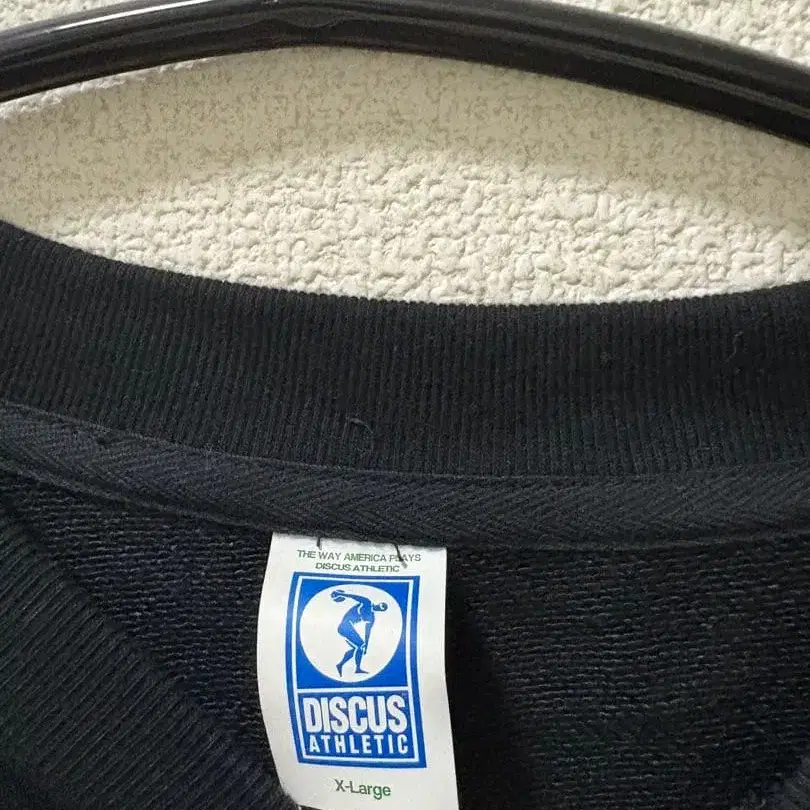 THE WAY AMERICA PLAYS
DISCUS ATHLETIC
DISCUS
ATHLETIC
X-Large